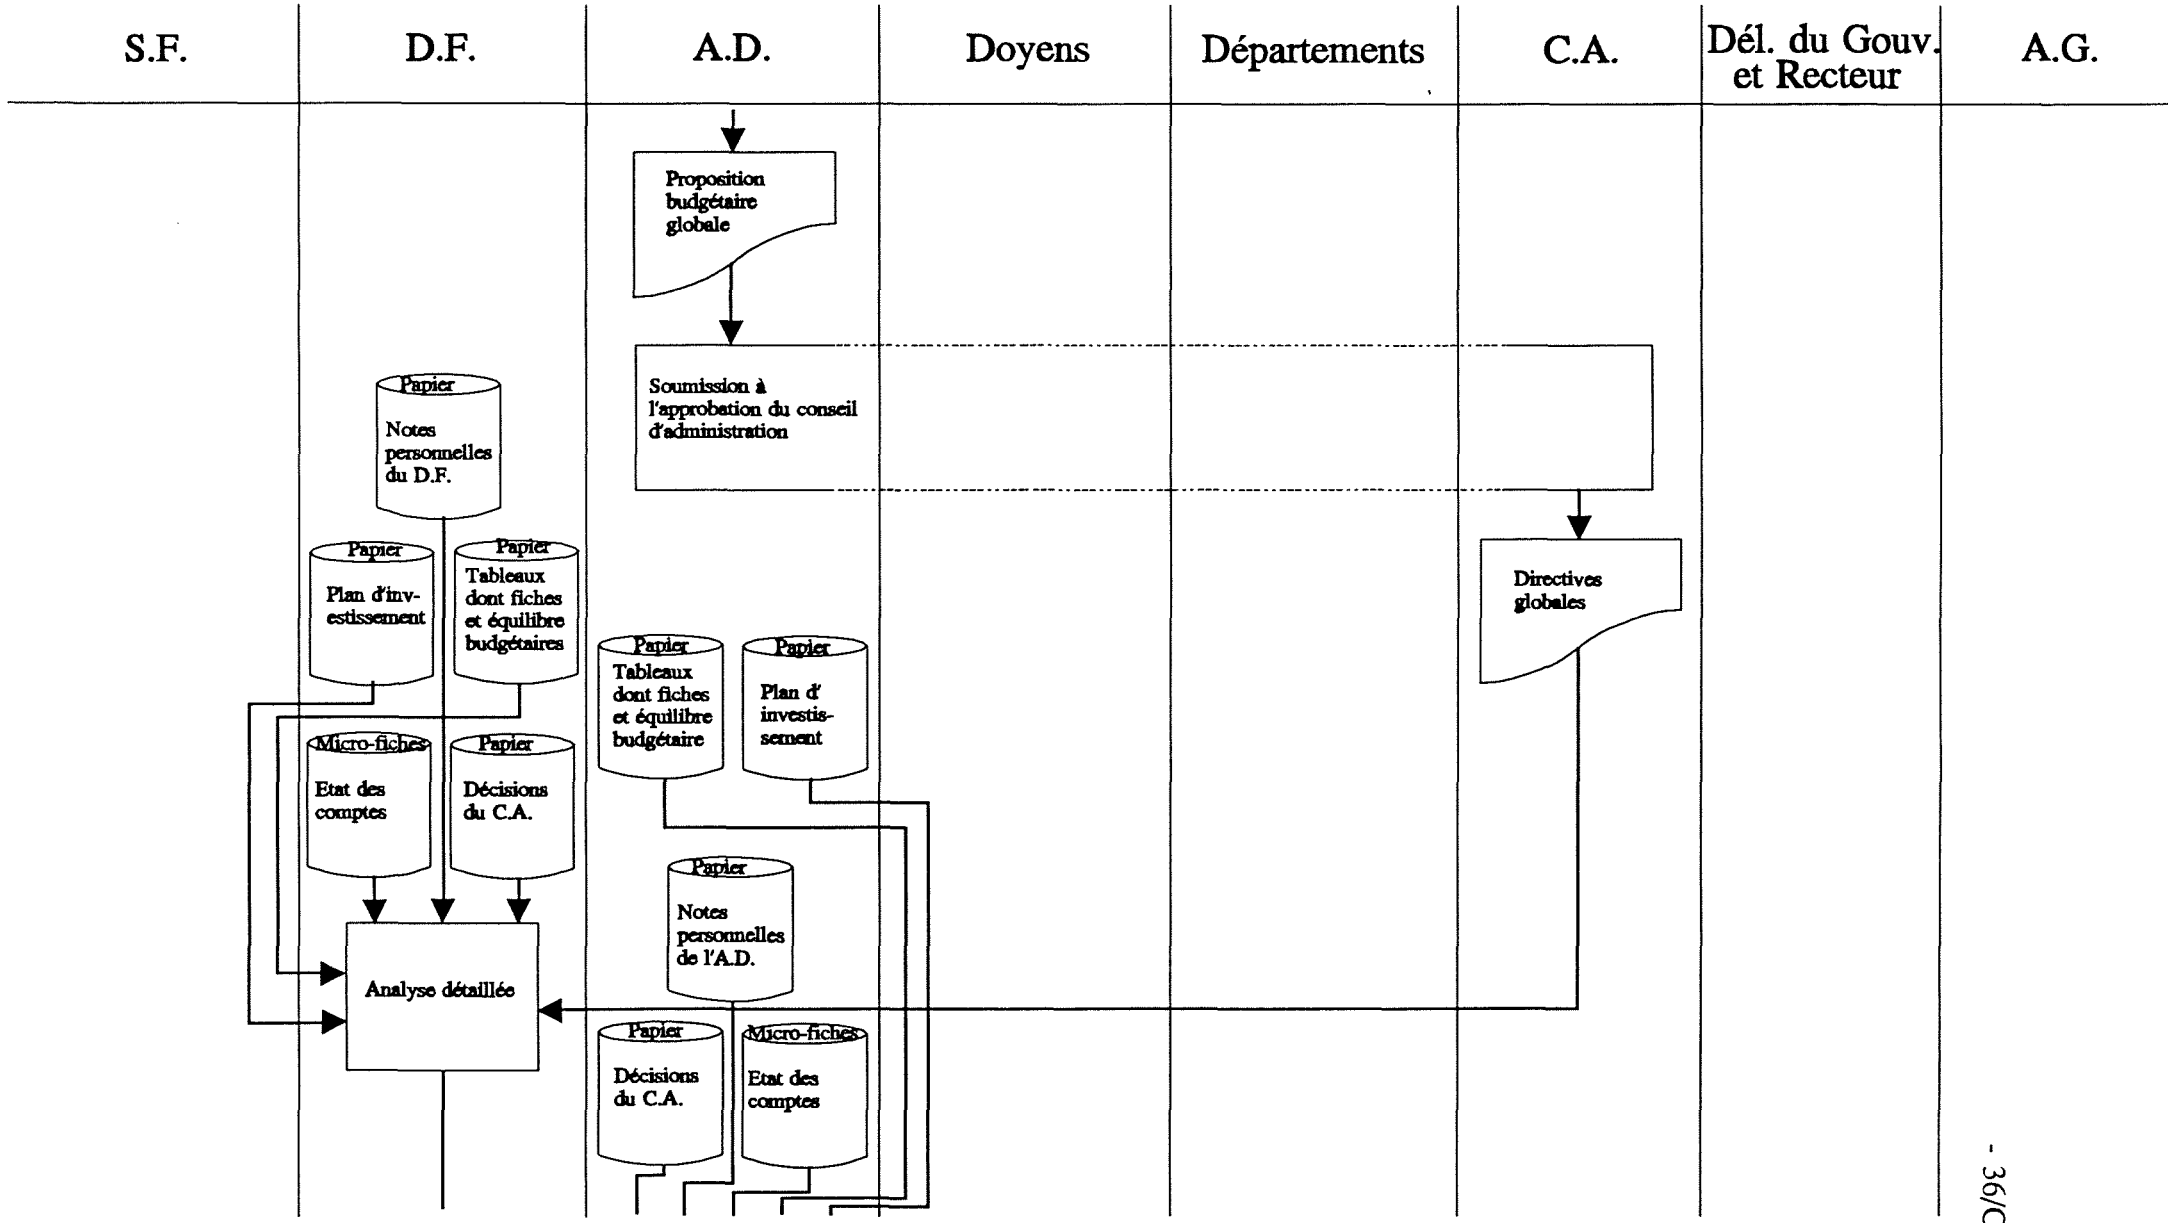 S.F.
D.F.
A.D.
Doyens
Départements
C.A.
Dél. du Gouv.
et Recteur
A.G.
Proposition
budgétaire
globale
Soumission à
l'approbation du conseil
d'administration
Papier
Notes
personnelles
du D.F.
Papier
Plan d'inv-
estissement
Papier
Tableaux
dont fiches
et équilibre
budgétaires
Directives
globales
Papier
Tableaux
dont fiches
et équilibre
budgétaire
Papier
Plan d'
investis-
sement
Micro-fiches
Etat des
comptes
Papier
Décisions
du C.A.
Papier
Notes
personnelles
de l'A.D.
Analyse détaillée
Papier
Décisions
du C.A.
Micro-fiches
Etat des
comptes
- 36/C